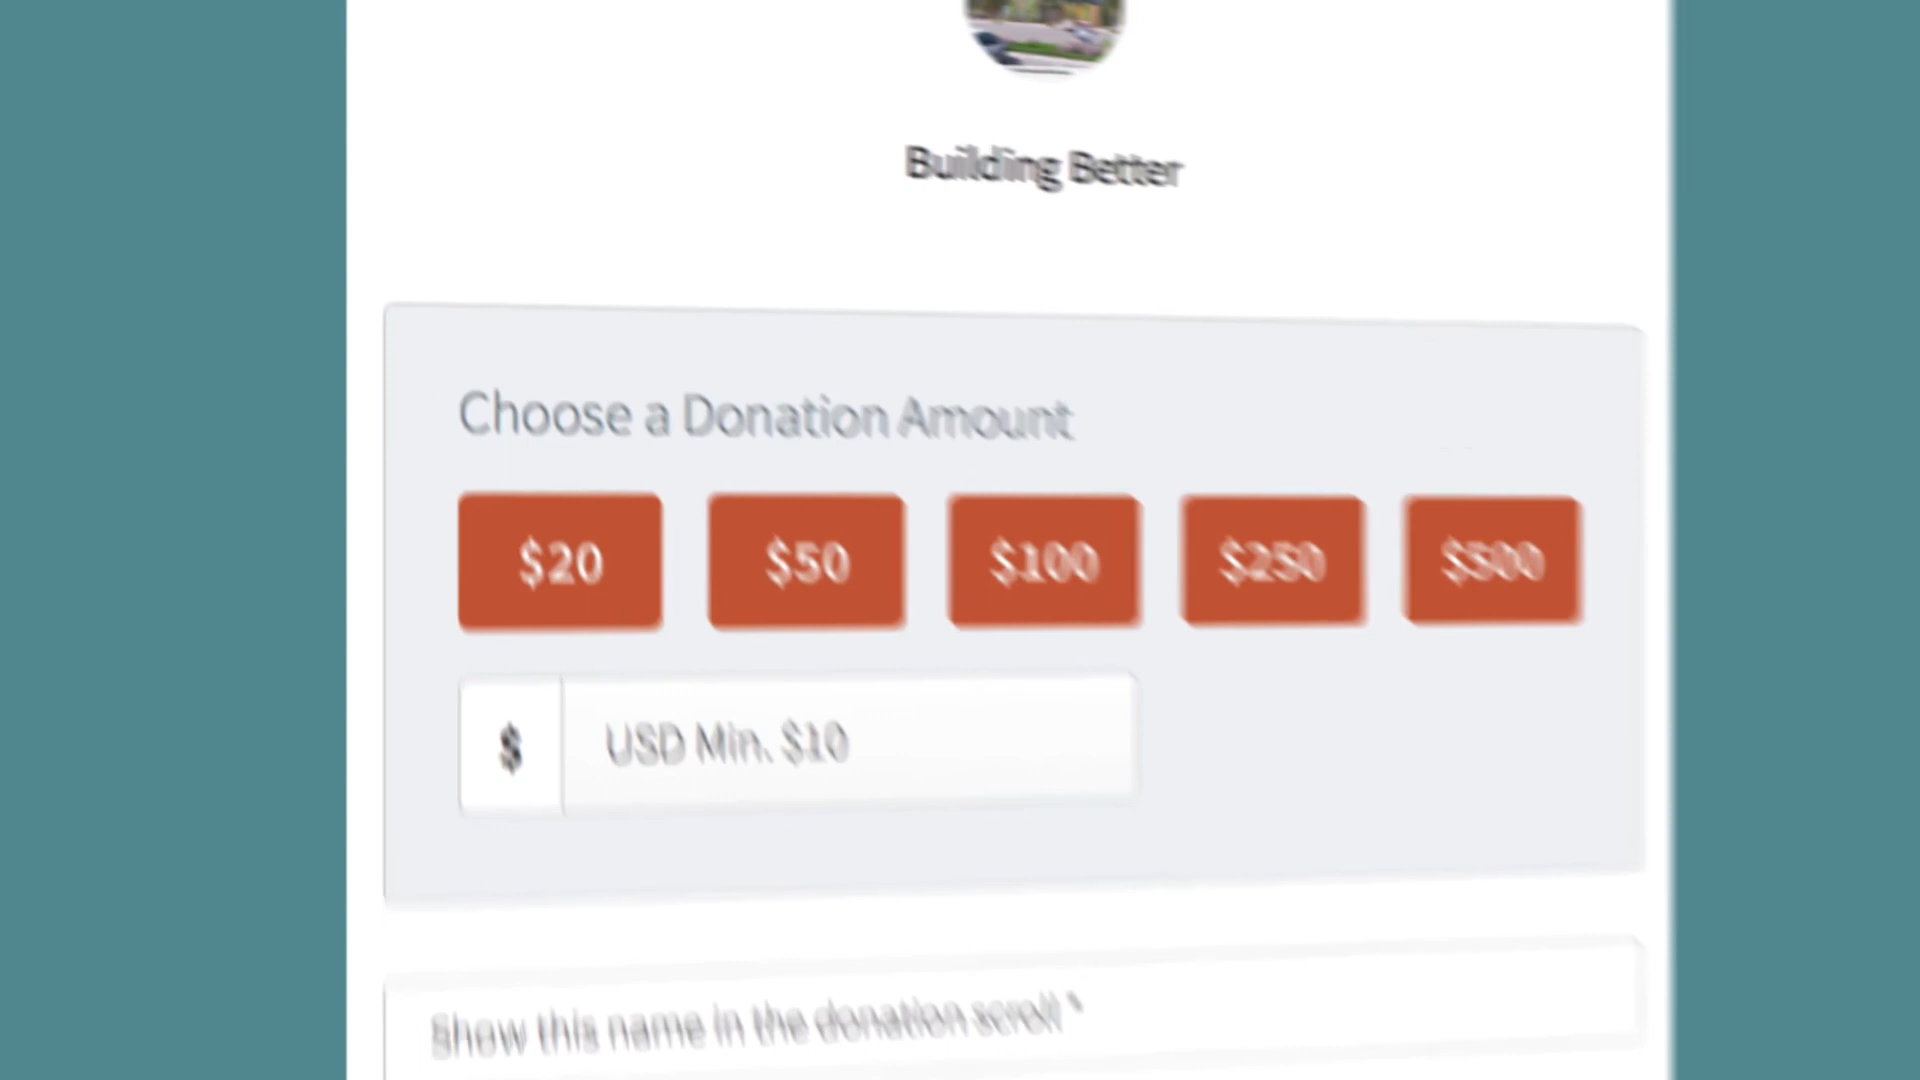 Building Better
Choose a Donation Amount
$20 $50 $100 $250 $500
$ USD Min. $10
Show this name in the donation scroll *